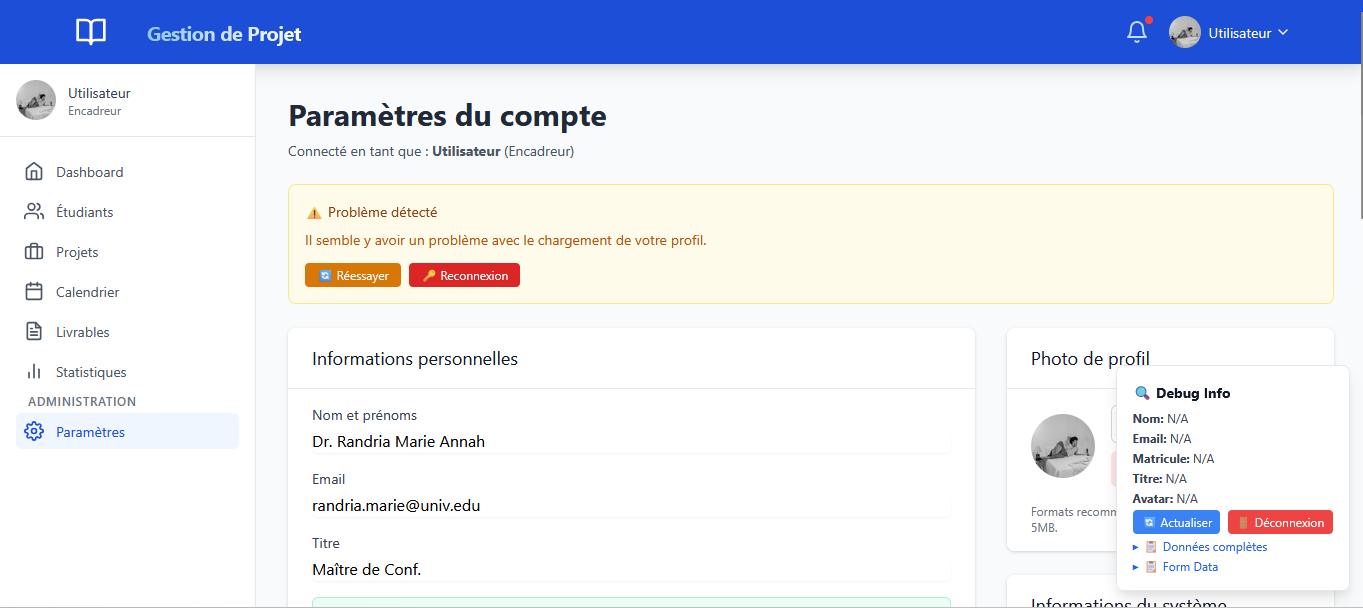 Gestion de Projet
Utilisateur
Utilisateur
Encadreur
Dashboard
Étudiants
Projets
Calendrier
Livrables
Statistiques
ADMINISTRATION
Paramètres
Paramètres du compte
Connecté en tant que : Utilisateur (Encadreur)
Problème détecté
Il semble y avoir un problème avec le chargement de votre profil.
Réessayer
Reconnexion
Informations personnelles
Nom et prénoms
Dr. Randria Marie Annah
Email
randria.marie@univ.edu
Titre
Maître de Conf.
Photo de profil
Formats recomm
5MB.
Debug Info
Nom: N/A
Email: N/A
Matricule: N/A
Titre: N/A
Avatar: N/A
Actualiser
Déconnexion
Données complètes
Form Data
Informations du système